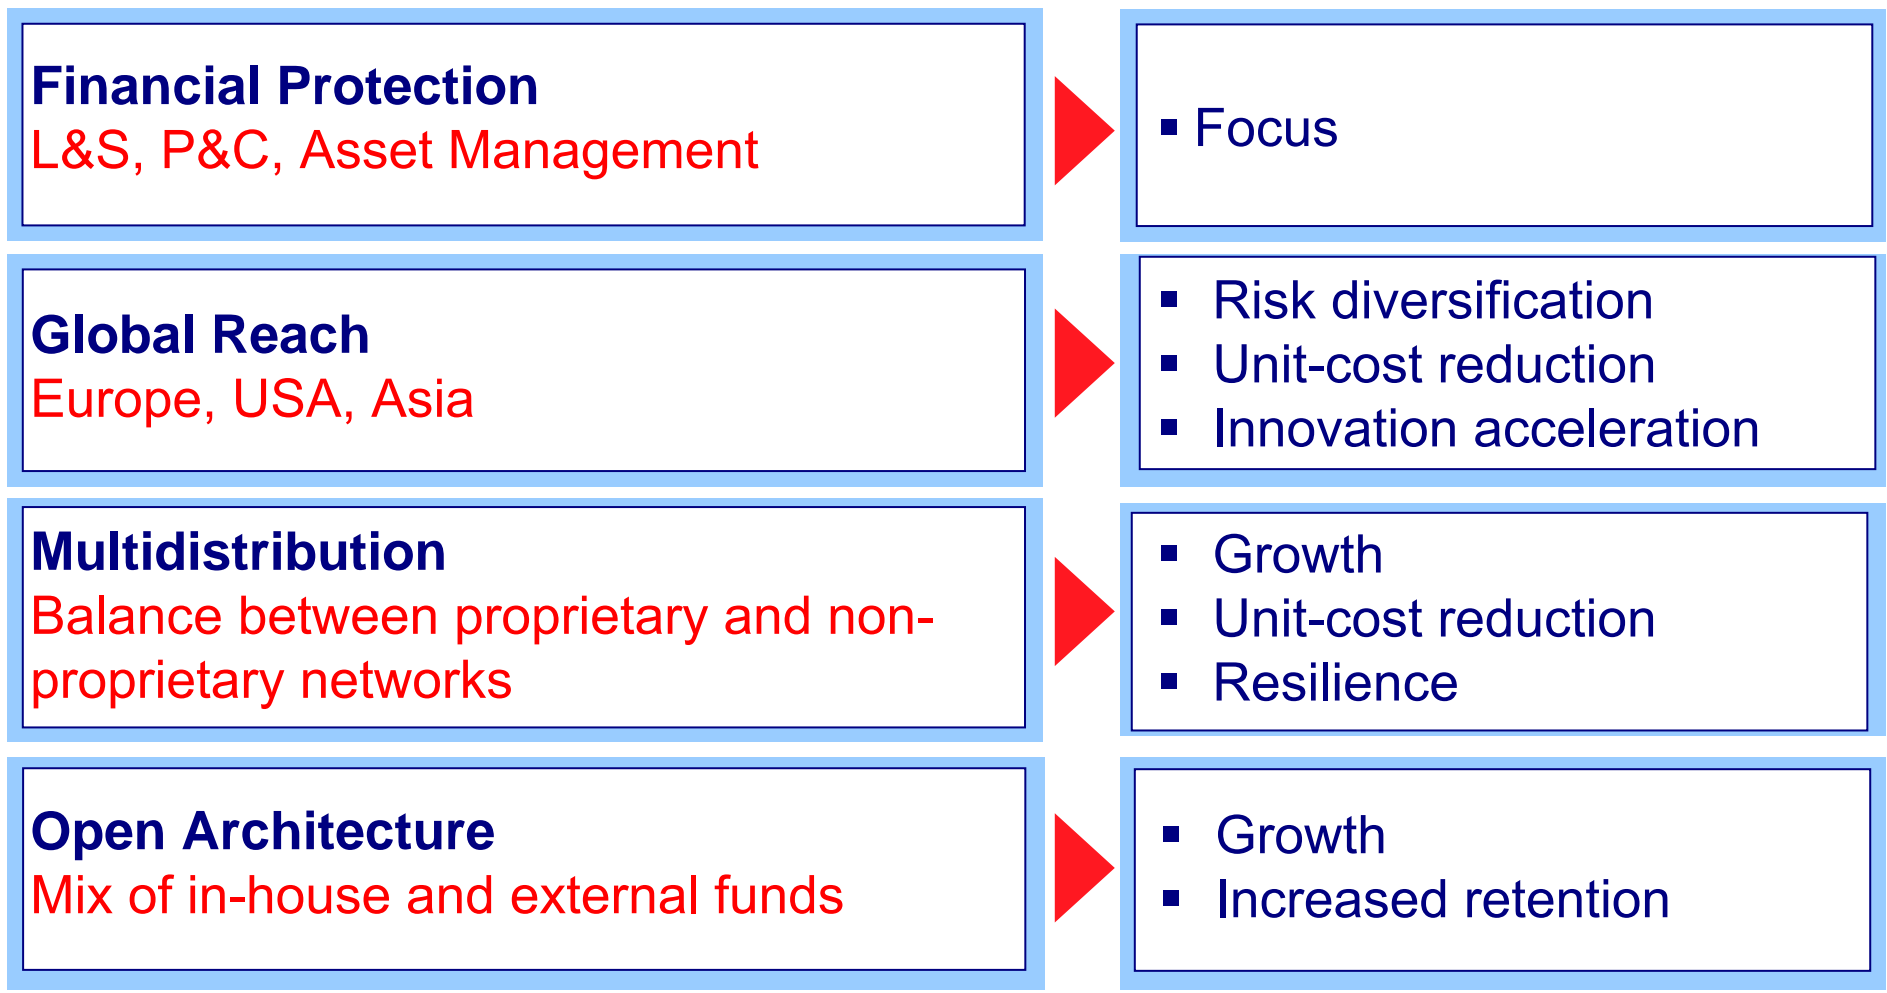 Financial Protection
L&S, P&C, Asset Management
▪ Focus
Global Reach
Europe, USA, Asia
▪ Risk diversification
▪ Unit-cost reduction
▪ Innovation acceleration
Multidistribution
Balance between proprietary and non-
proprietary networks
▪ Growth
▪ Unit-cost reduction
▪ Resilience
Open Architecture
Mix of in-house and external funds
▪ Growth
▪ Increased retention